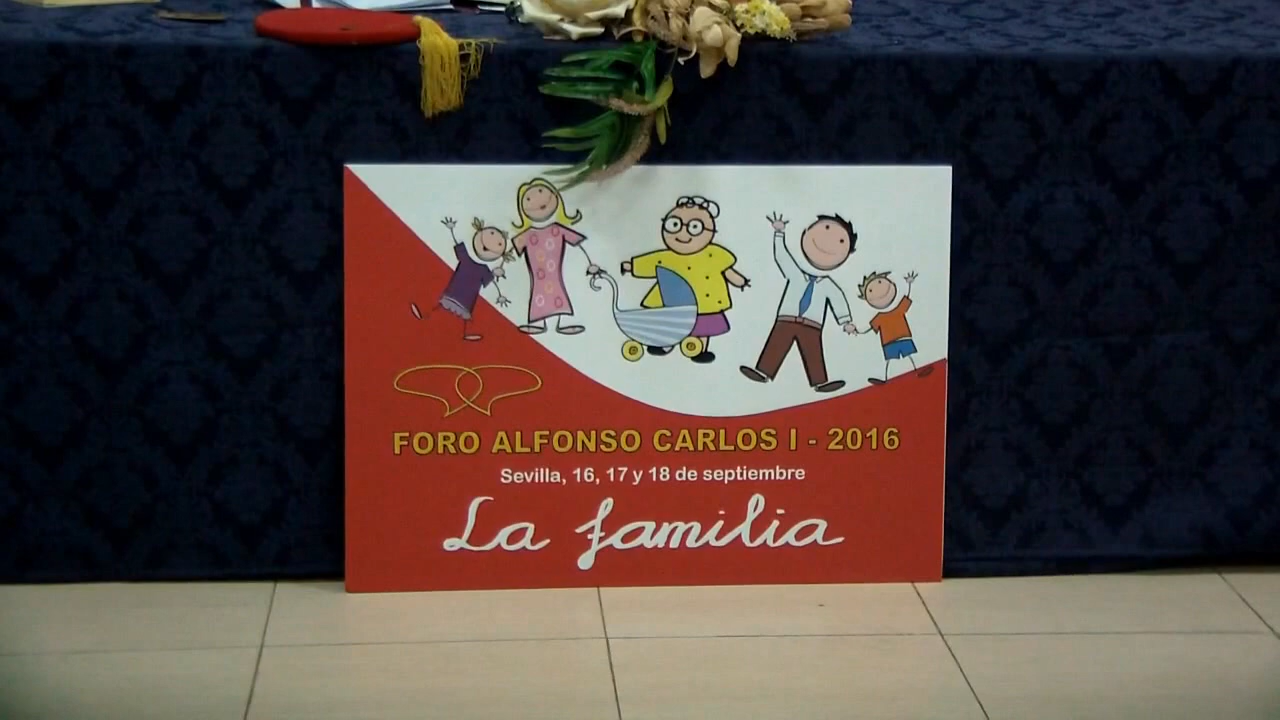 FORO ALFONSO CARLOS I - 2016
Sevilla, 16, 17 y 18 de septiembre
La familia